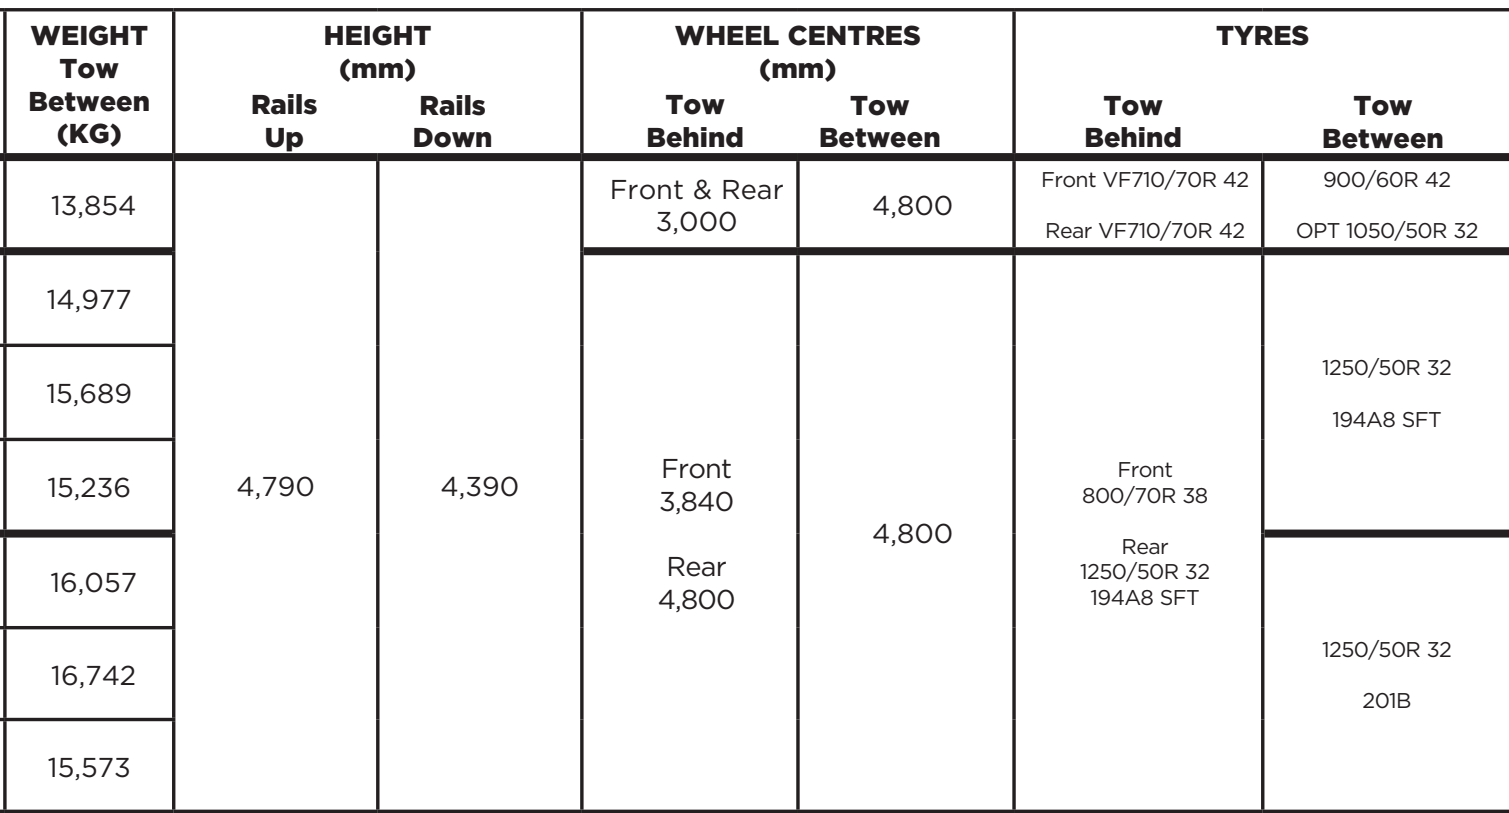 WEIGHT
Tow
Between
(KG)
HEIGHT
(mm)
Rails
Up
Rails
Down
WHEEL CENTRES
(mm)
Tow
Behind
Tow
Between
TYRES
Tow
Behind
Tow
Between
13,854
Front & Rear
3,000
4,800
Front VF710/70R 42
Rear VF710/70R 42
900/60R 42
OPT 1050/50R 32
14,977
15,689
15,236
16,057
16,742
15,573
4,790
4,390
Front
3,840
Rear
4,800
4,800
Front
800/70R 38
Rear
1250/50R 32
194A8 SFT
1250/50R 32
194A8 SFT
1250/50R 32
201B